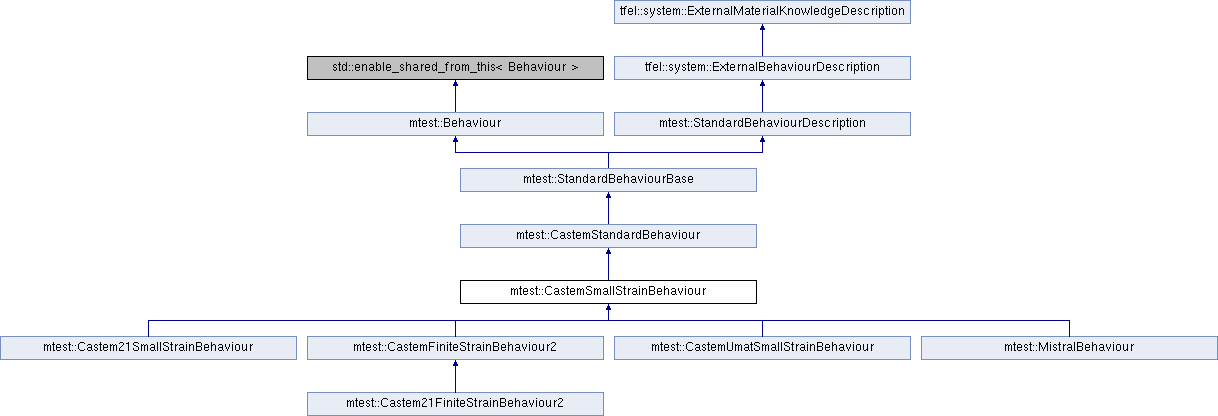 tfel::system::ExternalMaterialKnowledgeDescription
std::enable_shared_from_this< Behaviour >
tfel::system::ExternalBehaviourDescription
mtest::Behaviour
mtest::StandardBehaviourDescription
mtest::StandardBehaviourBase
mtest::CastemStandardBehaviour
mtest::CastemSmallStrainBehaviour
mtest::Castem21SmallStrainBehaviour
mtest::CastemFiniteStrainBehaviour2
mtest::CastemUmatSmallStrainBehaviour
mtest::MistralBehaviour
mtest::Castem21FiniteStrainBehaviour2